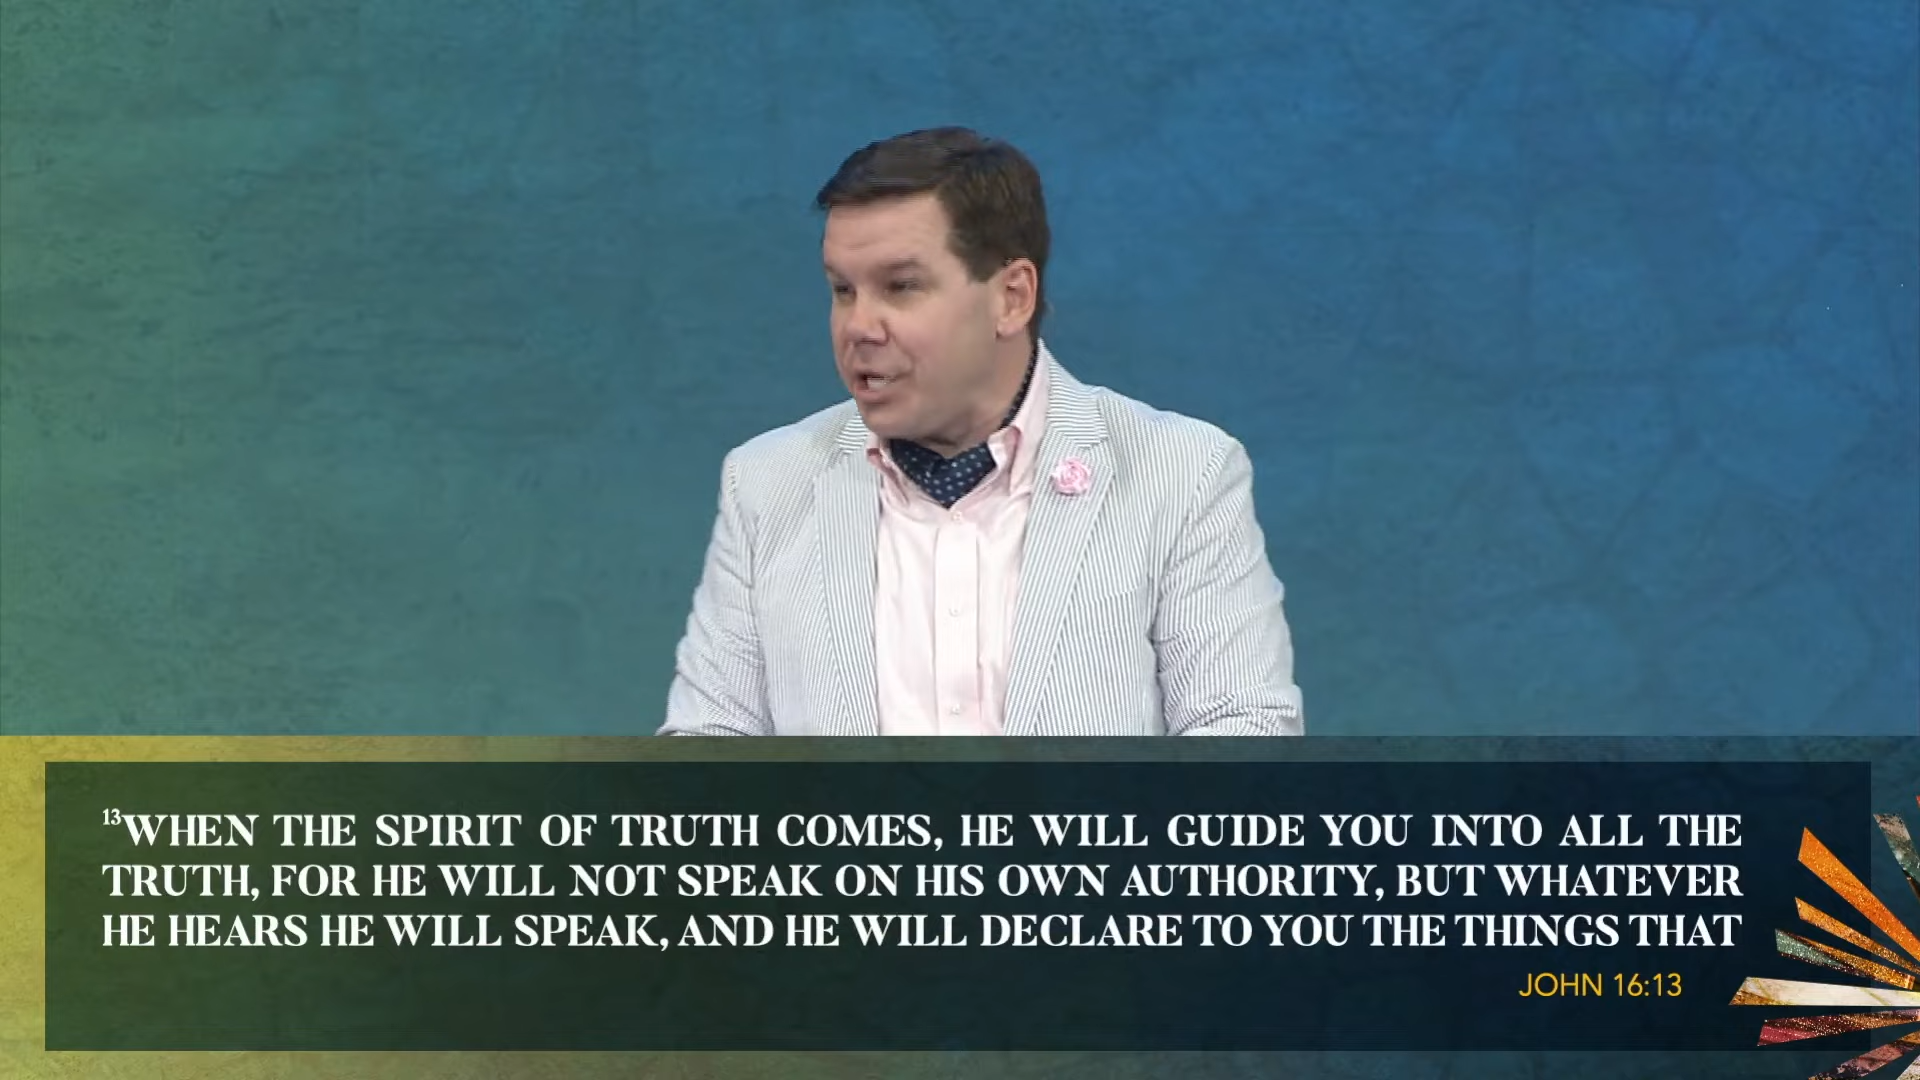 ¹³WHEN THE SPIRIT OF TRUTH COMES, HE WILL GUIDE YOU INTO ALL THE
TRUTH, FOR HE WILL NOT SPEAK ON HIS OWN AUTHORITY, BUT WHATEVER
HE HEARS HE WILL SPEAK, AND HE WILL DECLARE TO YOU THE THINGS THAT
JOHN 16:13